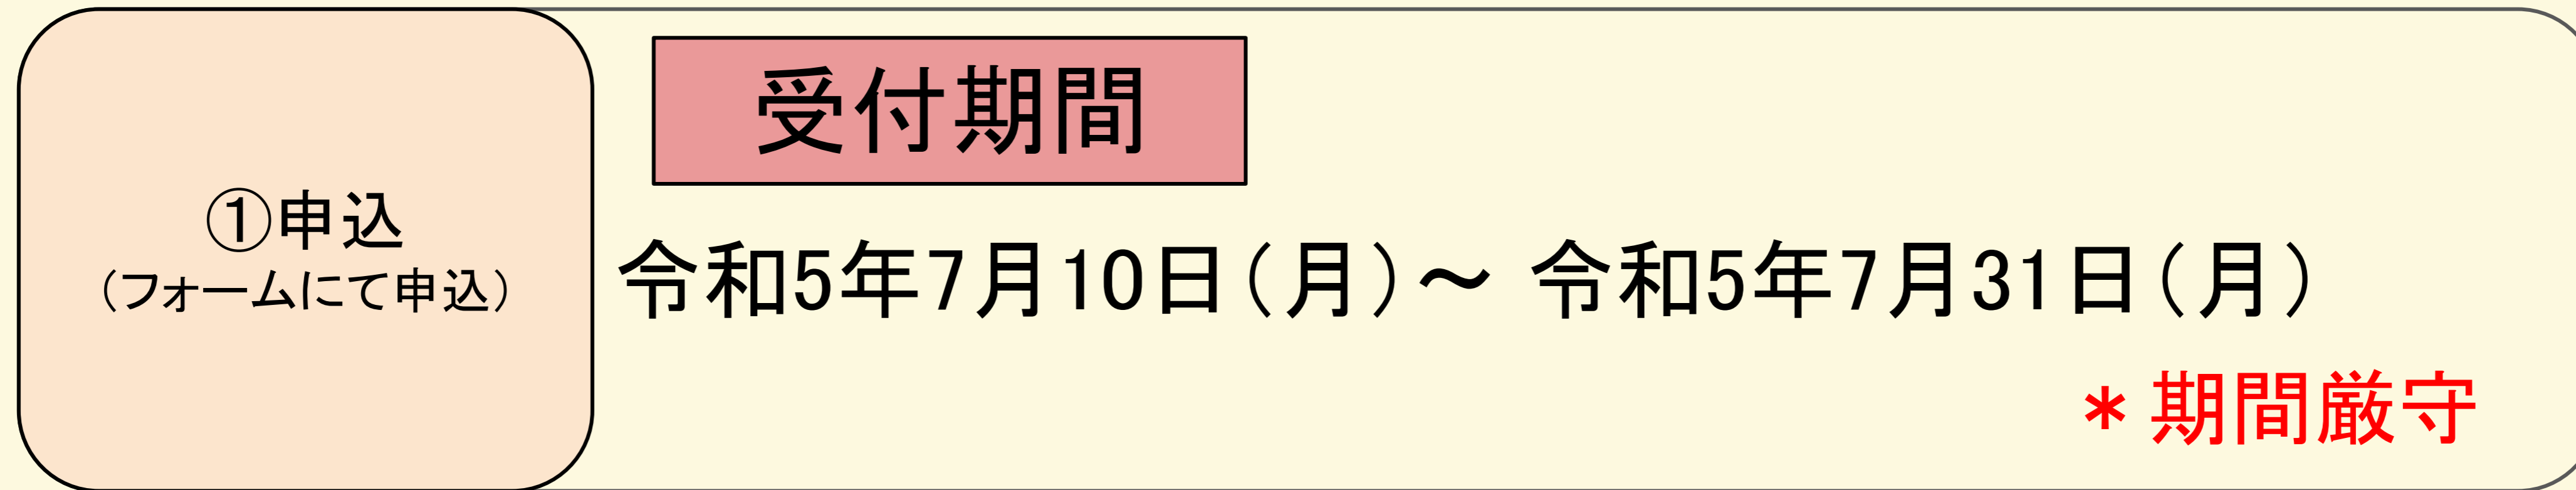 ①申込
（フォームにて申込）
受付期間
令和5年7月10日（月）～ 令和5年7月31日（月）
＊期間厳守